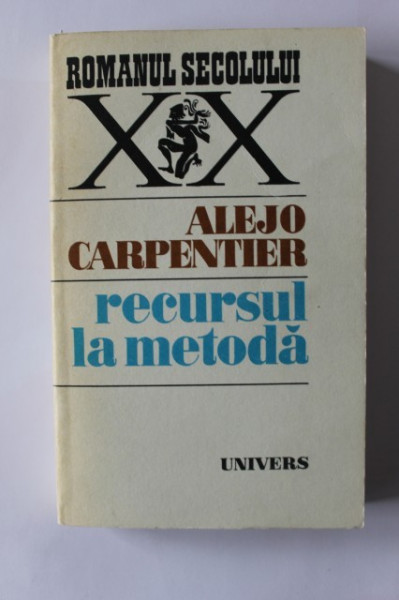 ROMANUL SECOLULUI
XX
ALEJO
CARPENTIER
recursul
la metodă
UNIVERS